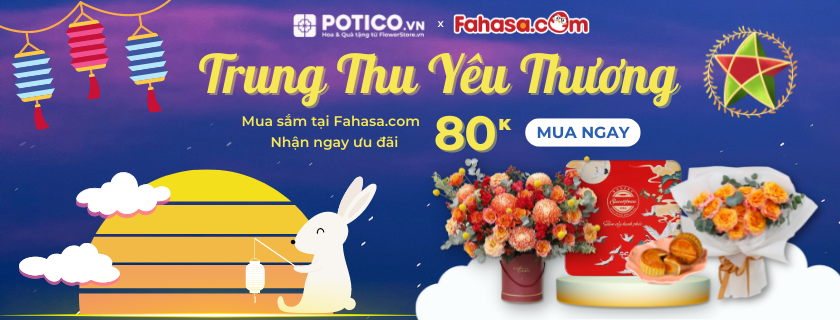 POTICO.VN
Hoa & Quà tặng từ FlowerStore.vn
x
Fahasa.com
Trung Thu Yêu Thương
Mua sắm tại Fahasa.com
Nhận ngay ưu đãi
80K
MUA NGAY